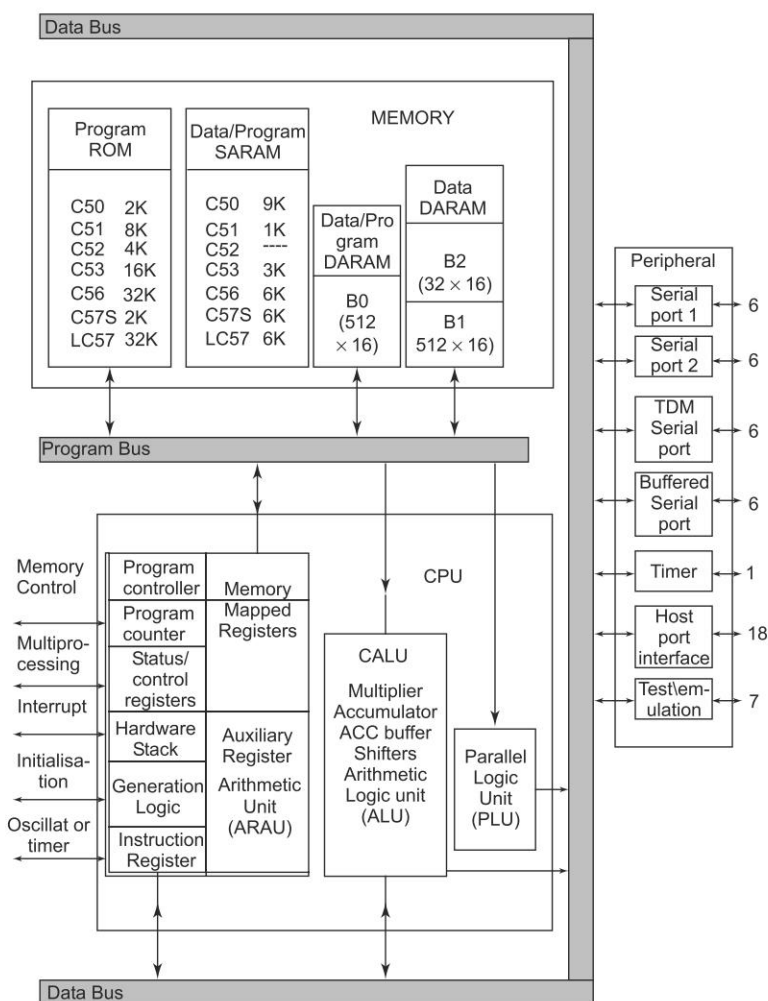 Data Bus
MEMORY
Program
ROM
C50 2K
C51 8K
C52 4K
C53 16K
C56 32K
C57S 2K
LC57 32K
Data/Program
SARAM
C50 9K
C51 1K
C52 ----
C53 3K
C56 6K
C57S 6K
LC57 6K
Data/Pro
gram
DARAM
B0
(512
× 16)
Data
DARAM
B2
(32 × 16)
B1
512 × 16)
Program Bus
Peripheral
Serial
port 1
6
Serial
port 2
6
TDM
Serial
port
6
Buffered
Serial
port
6
Timer
1
Host
port
interface
18
Test\em-
ulation
7
CPU
Memory
Control
Multiproc-
essing
Interrupt
Initialisa-
tion
Oscillat or
timer
Program
controller
Program
counter
Status/
control
registers
Hardware
Stack
Generation
Logic
Instruction
Register
Memory
Mapped
Registers
Auxiliary
Register
Arithmetic
Unit
(ARAU)
CALU
Multiplier
Accumulator
ACC buffer
Shifters
Arithmetic
Logic unit
(ALU)
Parallel
Logic
Unit
(PLU)
Data Bus